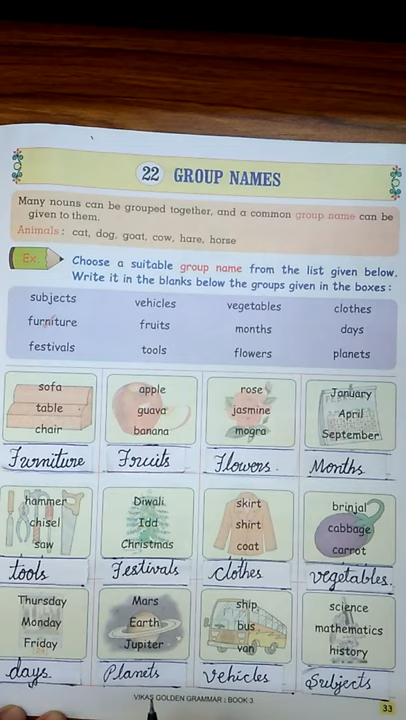 22 GROUP NAMES
Many nouns can be grouped together, and a common group name can be
given to them.
Animals : cat, dog, goat, cow, hare, horse
Ex. Choose a suitable group name from the list given below.
Write it in the blanks below the groups given in the boxes :
subjects vehicles vegetables clothes
furniture fruits months days
festivals tools flowers planets
sofa apple rose January
table guava jasmine April
chair banana mogra September
Furniture Fruits Flowers. Months
hammer Diwali skirt brinjal
chisel Idd shirt cabbage
saw Christmas coat carrot
tools Festivals Clothes vegetables.
Thursday Mars ship science
Monday Earth bus mathematics
Friday Jupiter van history
days. Planets Vehicles Subjects
VIKAS GOLDEN GRAMMAR : BOOK 3
33